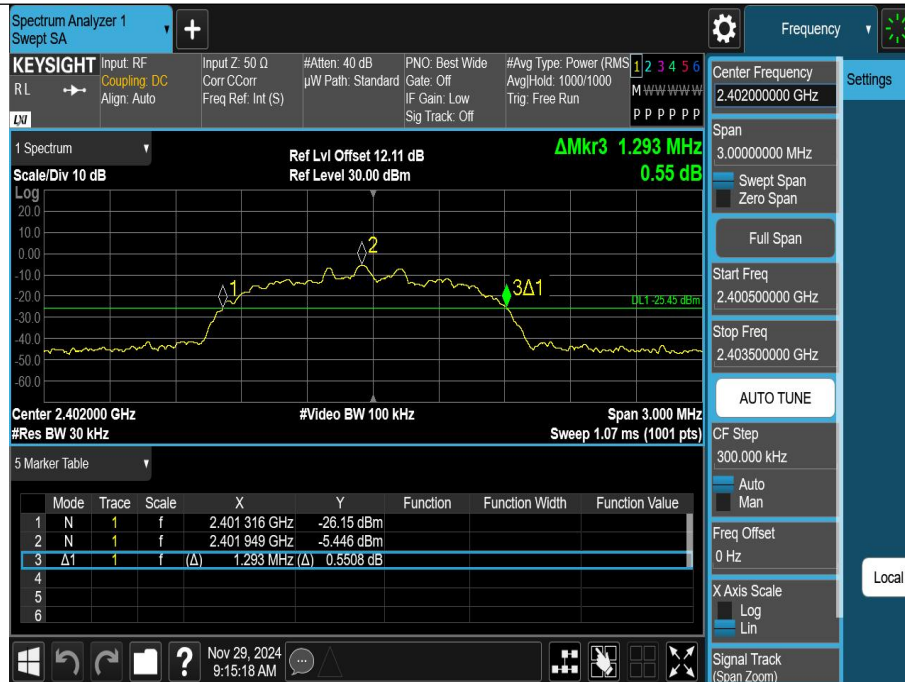 Spectrum Analyzer 1
Swept SA
Frequency
KEYSIGHT
RL
LXI
Input: RF
Coupling: DC
Align: Auto
Input Z: 50 Ω
Corr CCorr
Freq Ref: Int (S)
#Atten: 40 dB
µW Path: Standard
PNO: Best Wide
Gate: Off
IF Gain: Low
Sig Track: Off
#Avg Type: Power (RMS
Avg|Hold: 1000/1000
Trig: Free Run
1 2 3 4 5 6
M W W W W W
P P P P P P
1 Spectrum
Scale/Div 10 dB
Ref Lvl Offset 12.11 dB
Ref Level 30.00 dBm
ΔMkr3 1.293 MHz
0.55 dB
Log
20.0
10.0
0.00
-10.0
-20.0
-30.0
-40.0
-50.0
-60.0
1
2
3Δ1
DL1 -25.45 dBm
Center 2.402000 GHz
#Video BW 100 kHz
Span 3.000 MHz
#Res BW 30 kHz
Sweep 1.07 ms (1001 pts)
5 Marker Table
Mode Trace Scale X Y Function Function Width Function Value
1 N 1 f 2.401 316 GHz -26.15 dBm
2 N 1 f 2.401 949 GHz -5.446 dBm
3 Δ1 1 f (Δ) 1.293 MHz (Δ) 0.5508 dB
4
5
6
Nov 29, 2024
9:15:18 AM
Center Frequency
2.402000000 GHz
Settings
Span
3.00000000 MHz
Swept Span
Zero Span
Full Span
Start Freq
2.400500000 GHz
Stop Freq
2.403500000 GHz
AUTO TUNE
CF Step
300.000 kHz
Auto
Man
Freq Offset
0 Hz
Local
X Axis Scale
Log
Lin
Signal Track
(Span Zoom)